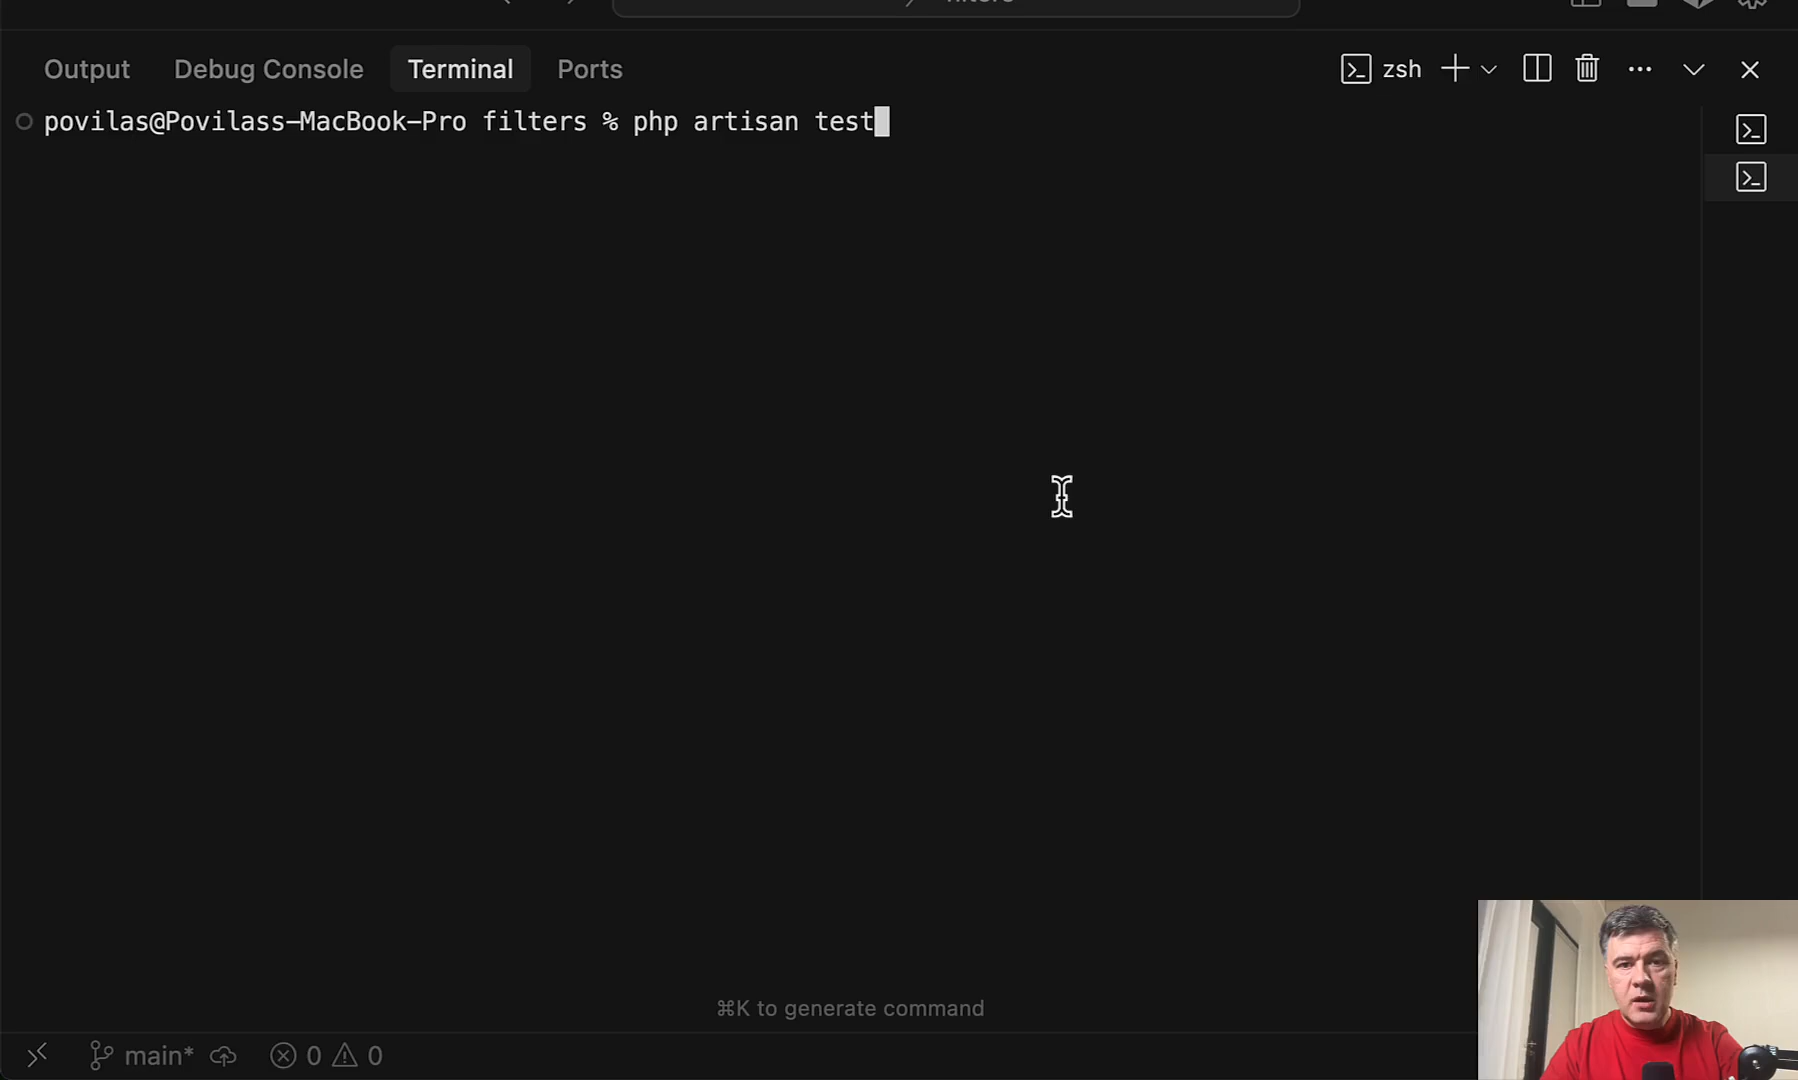 Output Debug Console Terminal Ports zsh
povilas@Povilass-MacBook-Pro filters % php artisan test
⌘K to generate command
main* 0 0